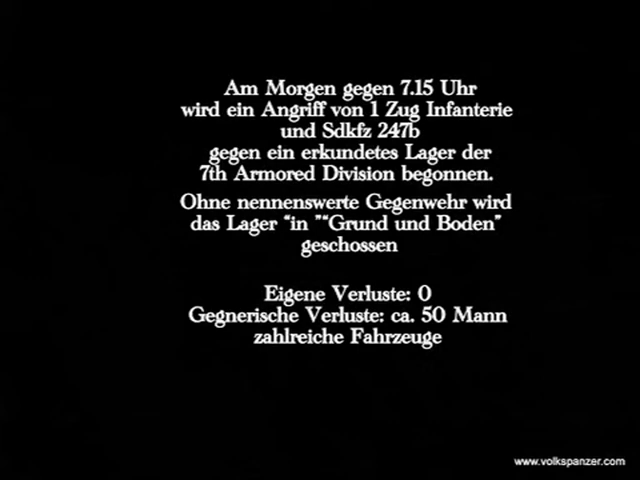 Am Morgen gegen 7.15 Uhr
wird ein Angriff von 1 Zug Infanterie
und Sdkfz 247b
gegen ein erkundetes Lager der
7th Armored Division begonnen.
Ohne nennenswerte Gegenwehr wird
das Lager “in ”“Grund und Boden”
geschossen
Eigene Verluste: 0
Gegnerische Verluste: ca. 50 Mann
zahlreiche Fahrzeuge
www.volkspanzer.com